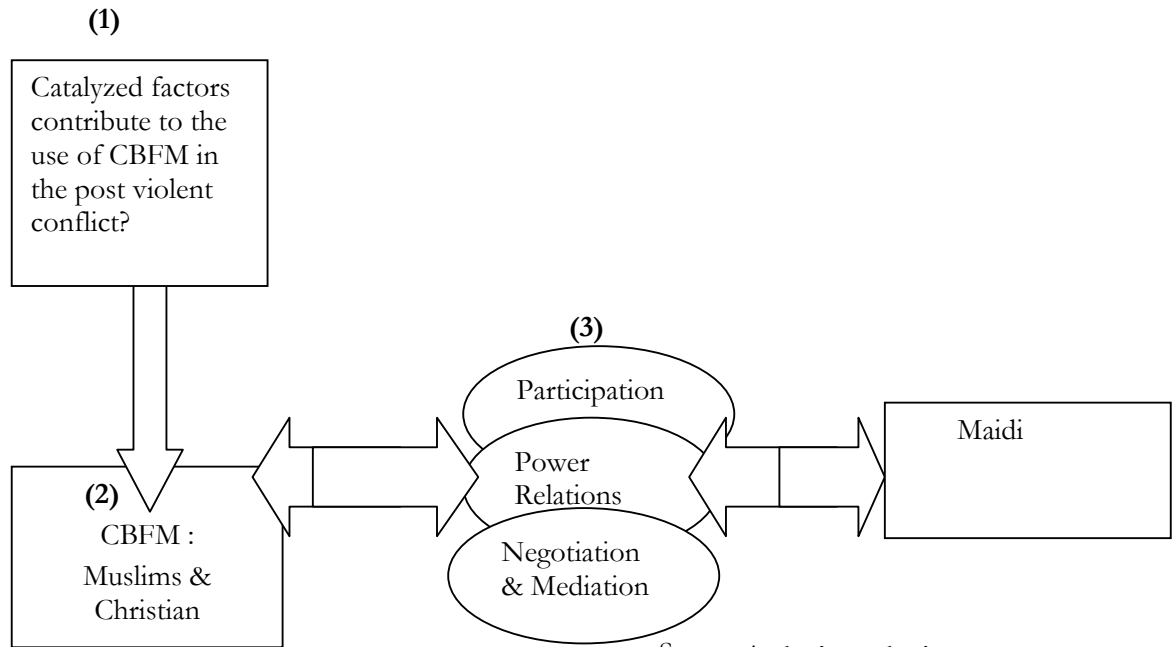 (1)
Catalyzed factors
contribute to the
use of CBFM in
the post violent
conflict?
(2)
CBFM :
Muslims &
Christian
(3)
Participation
Power
Relations
Negotiation
& Mediation
Maidi